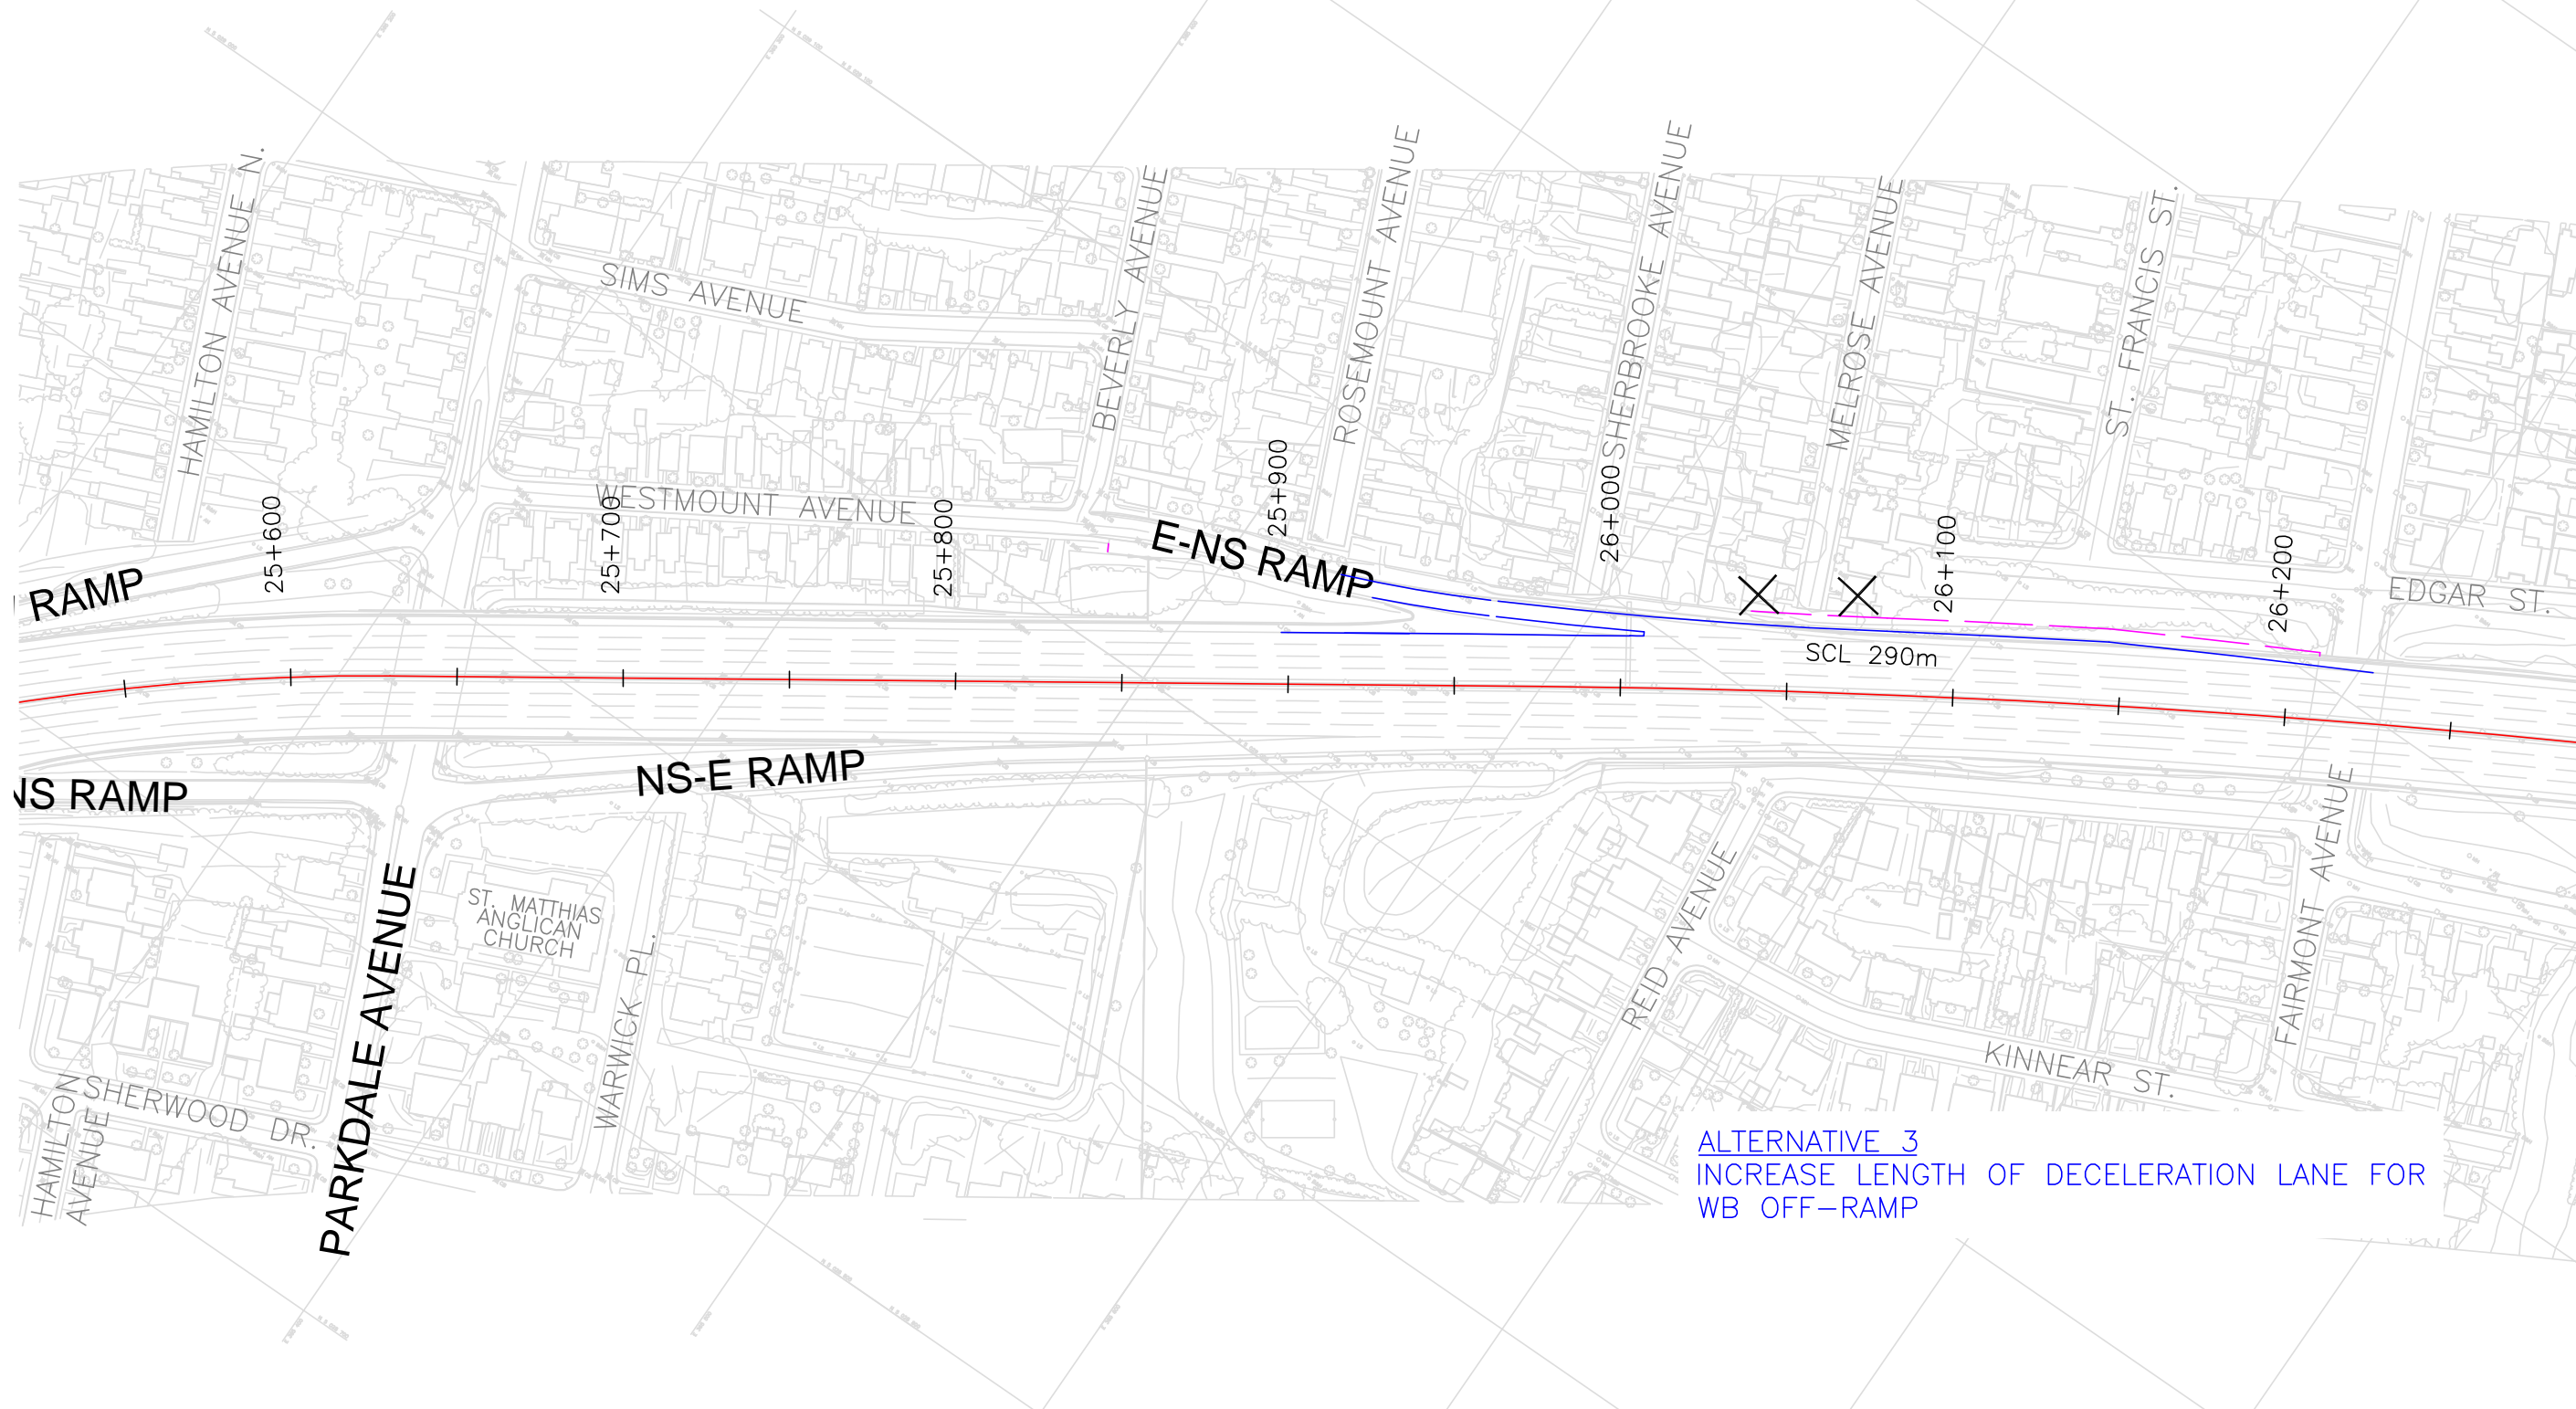 HAMILTON AVENUE N.
SIMS AVENUE
BEVERLY AVENUE
ROSEMOUNT AVENUE
SHERBROOKE AVENUE
MELROSE AVENUE
ST. FRANCIS ST.
WESTMOUNT AVENUE
25+600
25+700
25+800
25+900
26+000
26+100
26+200
E-NS RAMP
RAMP
EDGAR ST.
SCL 290m
NS-E RAMP
NS RAMP
PARKDALE AVENUE
ST. MATTHIAS
ANGLICAN
CHURCH
WARWICK PL.
REID AVENUE
FAIRMONT AVENUE
KINNEAR ST.
SHERWOOD DR.
HAMILTON
AVENUE
ALTERNATIVE 3
INCREASE LENGTH OF DECELERATION LANE FOR
WB OFF-RAMP